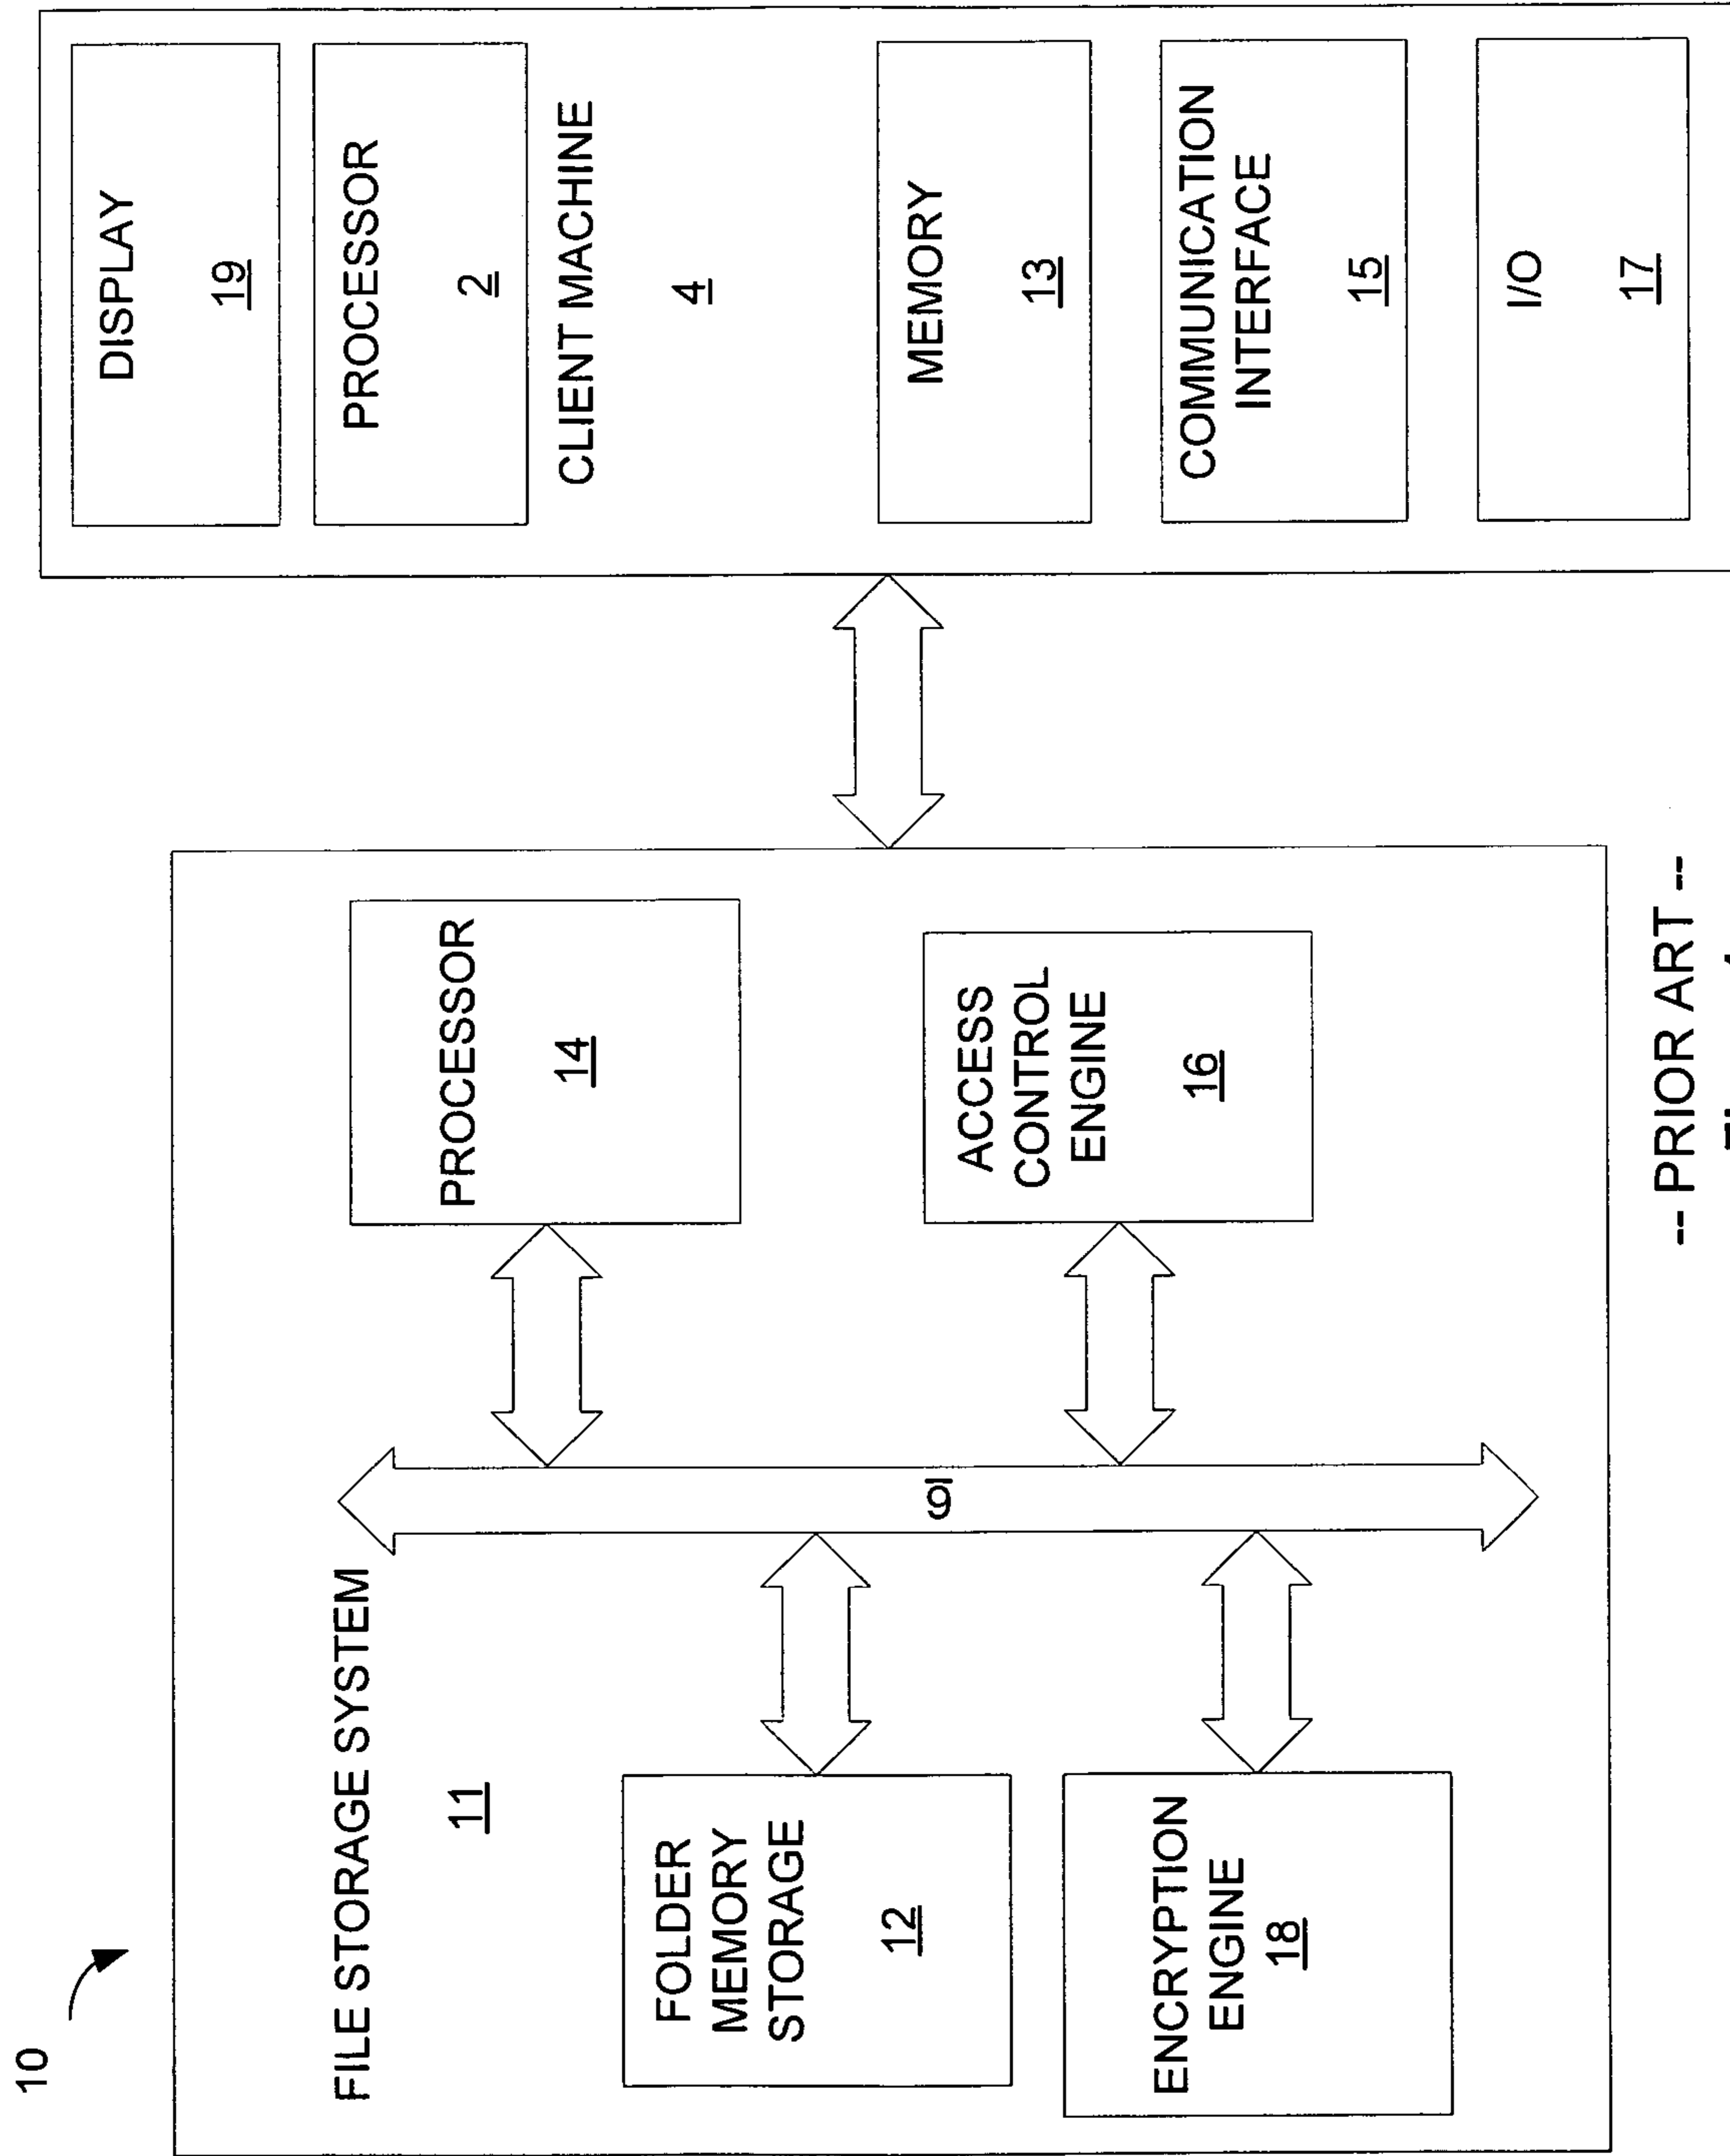 10
FILE STORAGE SYSTEM
11
FOLDER
MEMORY
STORAGE
12
ENCRYPTION
ENGINE
18
6
PROCESSOR
14
ACCESS
CONTROL
ENGINE
16
DISPLAY
19
PROCESSOR
2
CLIENT MACHINE
4
MEMORY
13
COMMUNICATION
INTERFACE
15
I/O
17
-- PRIOR ART --